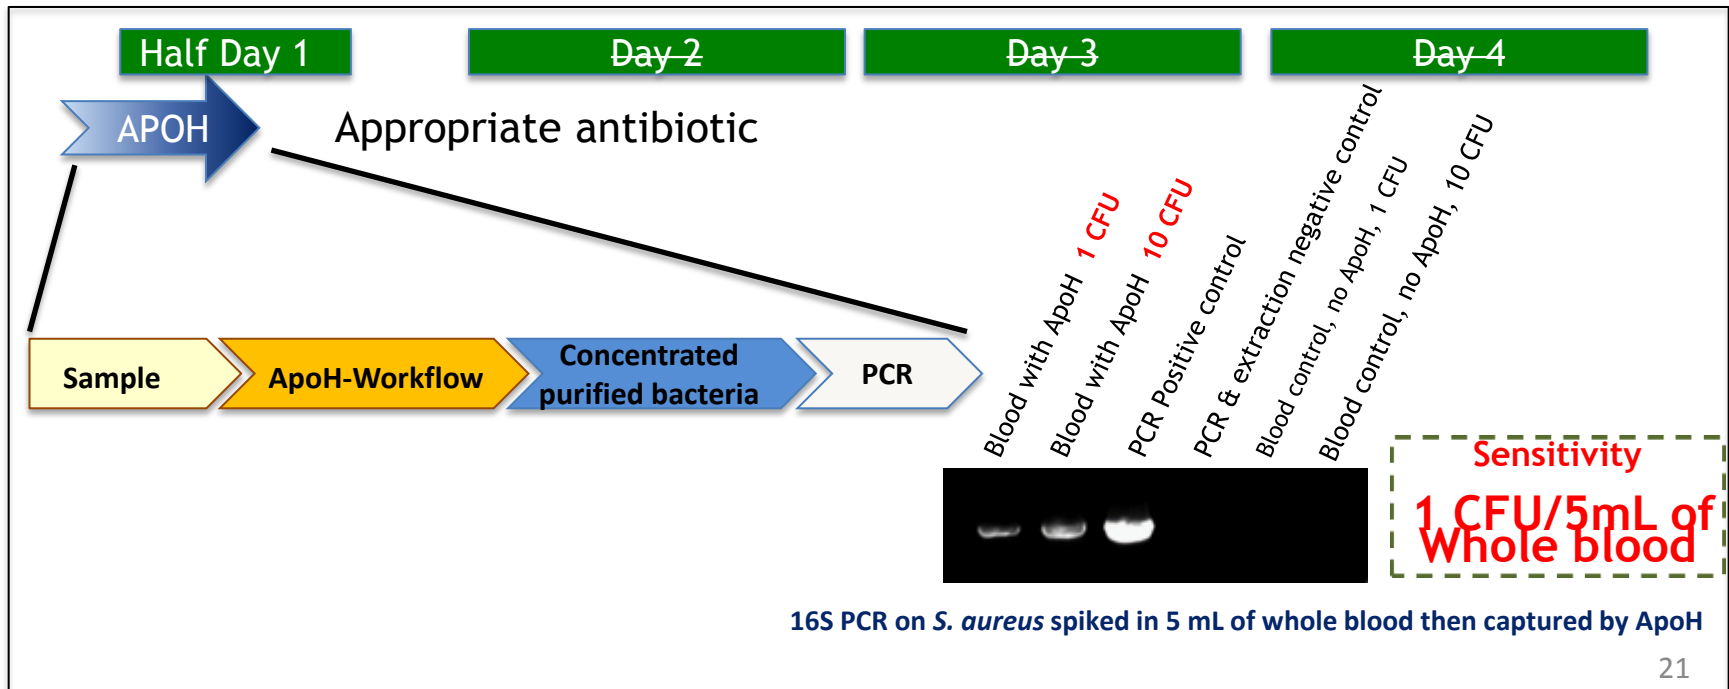 Half Day 1
Day 2
Day 3
Day 4
APOH
Appropriate antibiotic
Sample
ApoH-Workflow
Concentrated
purified bacteria
PCR
Blood with ApoH 1 CFU
Blood with ApoH 10 CFU
PCR Positive control
PCR & extraction negative control
Blood control, no ApoH, 1 CFU
Blood control, no ApoH, 10 CFU
Sensitivity
1 CFU/5mL of
Whole blood
16S PCR on S. aureus spiked in 5 mL of whole blood then captured by ApoH
21